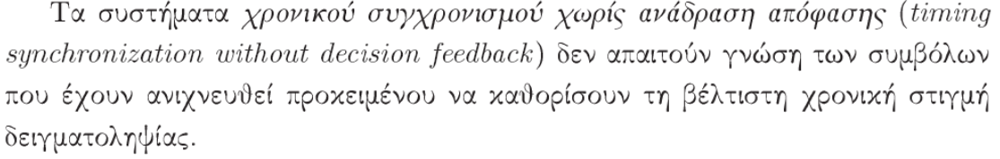 Τα συστήματα χρονικού συγχρονισμού χωρίς ανάδραση απόφασης (timing
synchronization without decision feedback) δεν απαιτούν γνώση των συμβόλων
που έχουν ανιχνευθεί προκειμένου να καθορίσουν τη βέλτιστη χρονική στιγμή
δειγματοληψίας.